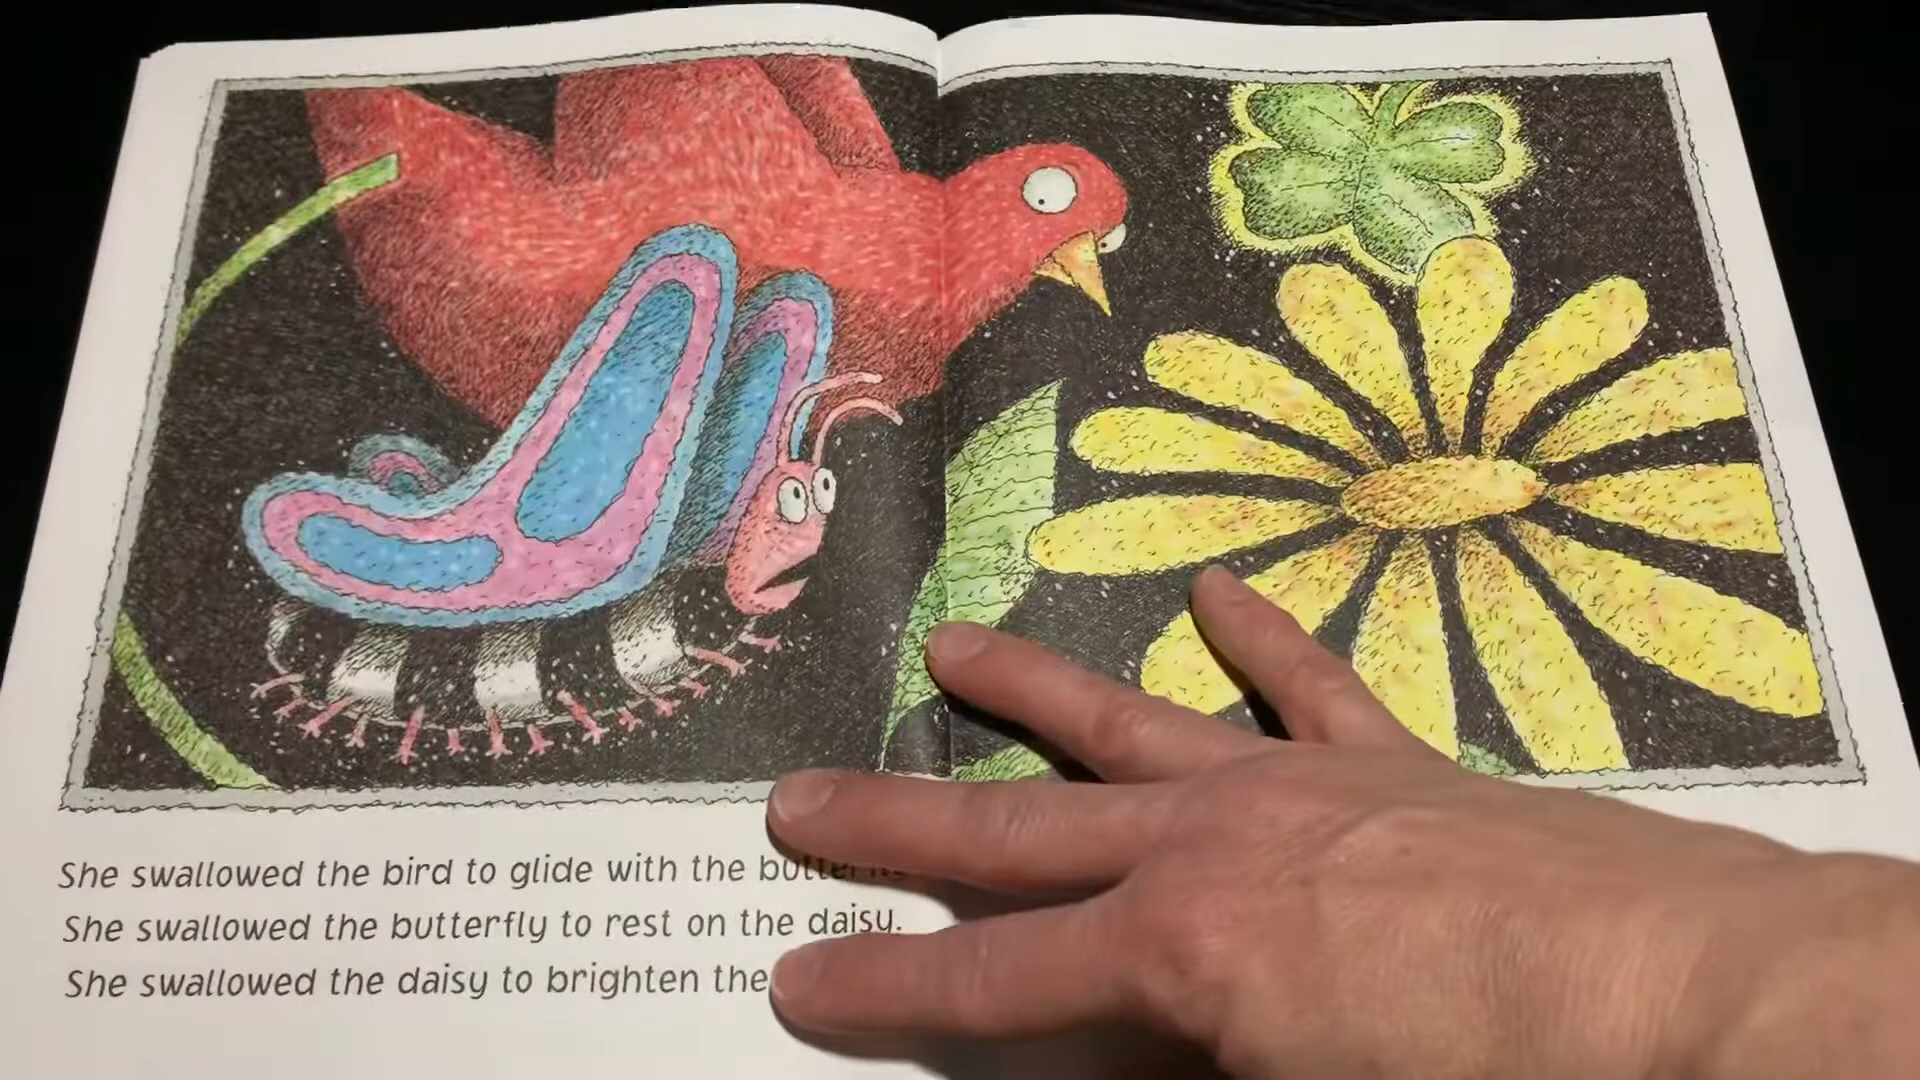 She swallowed the bird to glide with the
She swallowed the butterfly to rest on the daisy.
She swallowed the daisy to brighten the